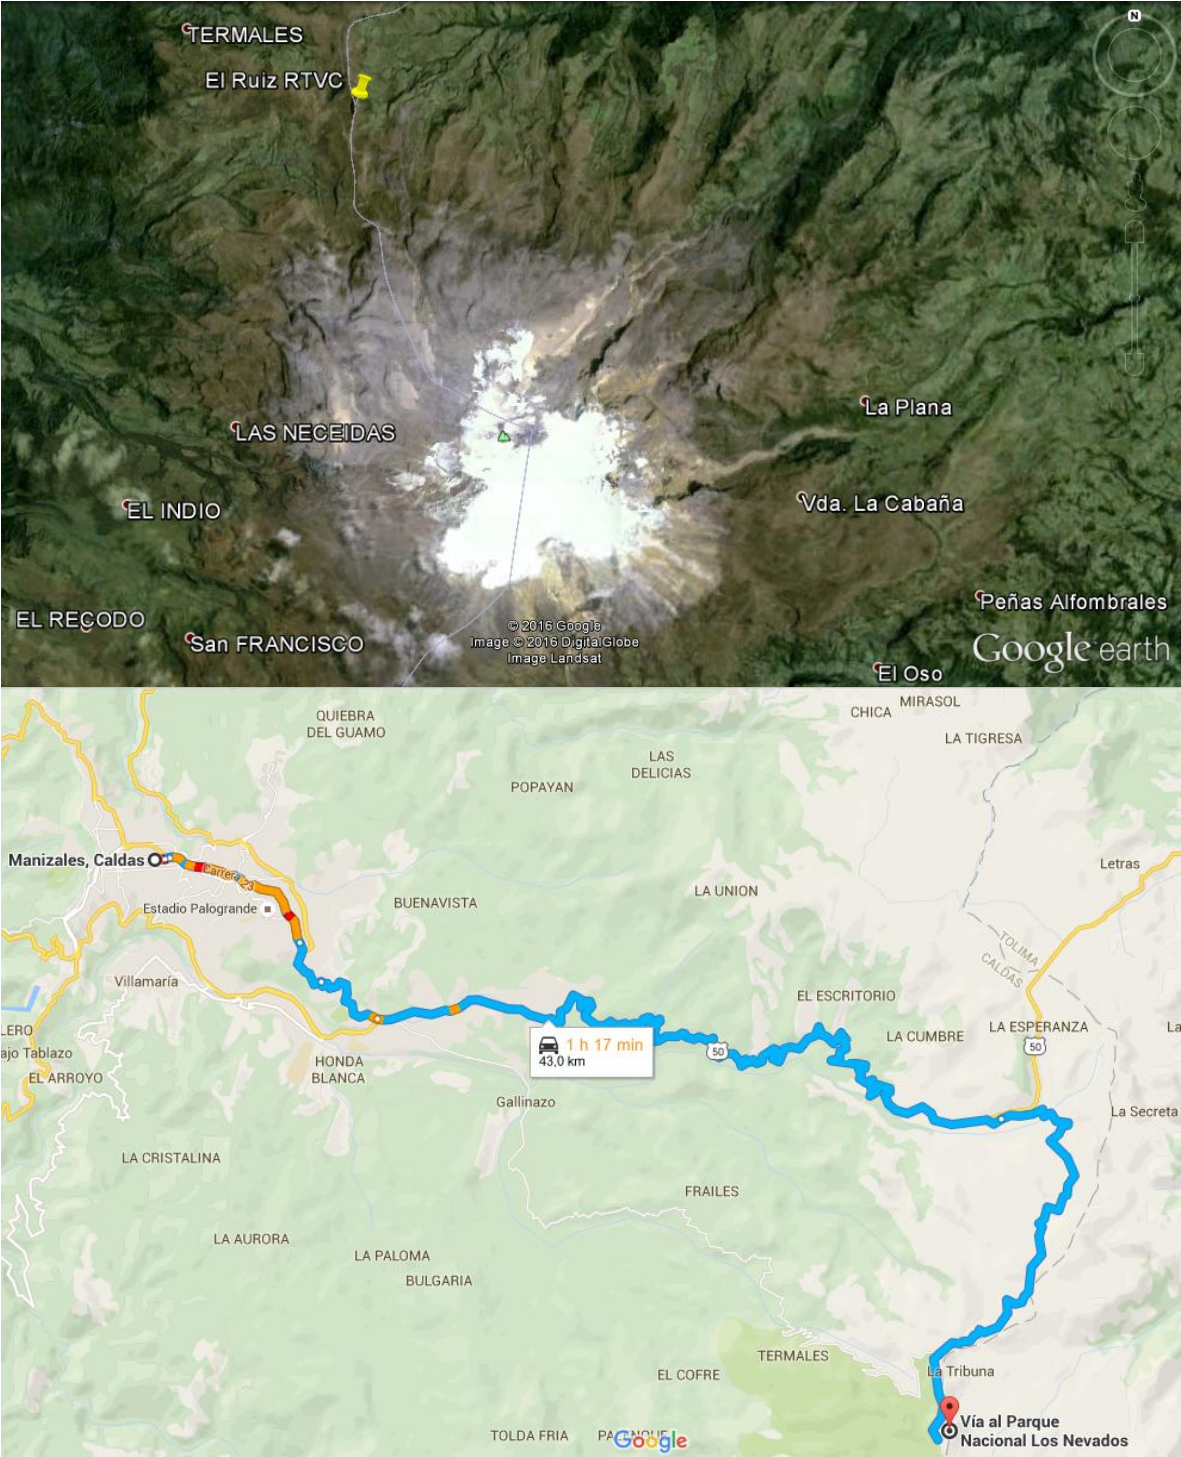 N
TERMALES
El Ruiz RTVC
La Plana
LAS NECEIDAS
Vda. La Cabaña
EL INDIO
Peñas Alfombrales
EL RECODO
San FRANCISCO
© 2016 Google
Image © 2016 DigitalGlobe
Image Landsat
Google earth
El Oso
MIRASOL
CHICA
QUIEBRA
DEL GUAMO
LA TIGRESA
LAS
DELICIAS
POPAYAN
Manizales, Caldas
Letras
Carrera 23
LA UNION
BUENAVISTA
Estadio Palogrande
TOLIMA
CALDAS
Villamaría
EL ESCRITORIO
LERO
LA CUMBRE
LA ESPERANZA
La
50
1 h 17 min
43,0 km
50
ajo Tablazo
HONDA
BLANCA
EL ARROYO
Gallinazo
La Secreta
LA CRISTALINA
FRAILES
LA AURORA
LA PALOMA
BULGARIA
TERMALES
EL COFRE
La Tribuna
Vía al Parque
Nacional Los Nevados
TOLDA FRIA
PALENQUE
Google